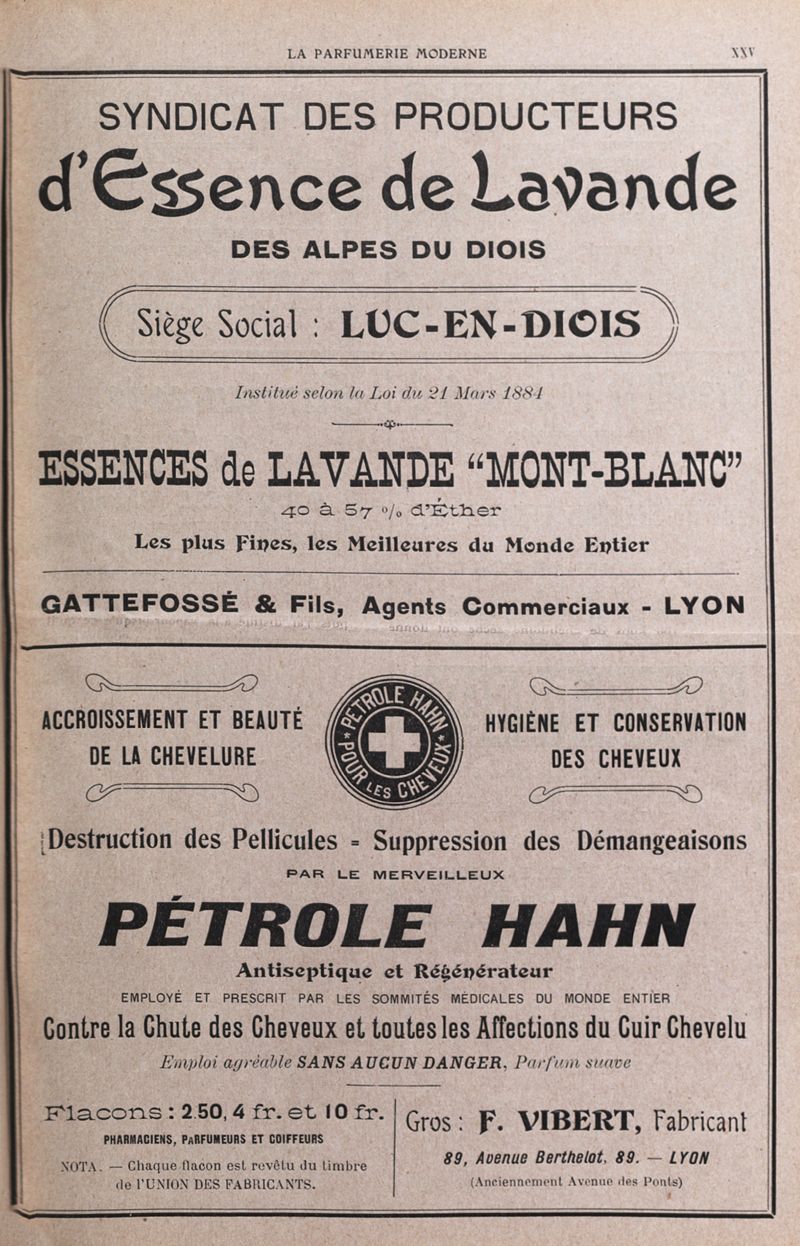 LA PARFUMERIE MODERNE XXV
SYNDICAT DES PRODUCTEURS
d'Essence de Lavande
DES ALPES DU DIOIS
Siège Social : LUC-EN-DIOIS
Institué selon la Loi du 21 Mars 1884
ESSENCES de LAVANDE “MONT-BLANC”
40 à 57 % d'Éther
Les plus Fines, les Meilleures du Monde Entier
GATTEFOSSÉ & Fils, Agents Commerciaux - LYON
ACCROISSEMENT ET BEAUTÉ
DE LA CHEVELURE
PETROLE HAHN
POUR LES CHEVEUX
HYGIÈNE ET CONSERVATION
DES CHEVEUX
Destruction des Pellicules = Suppression des Démangeaisons
PAR LE MERVEILLEUX
PÉTROLE HAHN
Antiseptique et Régénérateur
EMPLOYÉ ET PRESCRIT PAR LES SOMMITÉS MÉDICALES DU MONDE ENTIER
Contre la Chute des Cheveux et toutes les Affections du Cuir Chevelu
Emploi agréable SANS AUCUN DANGER, Parfum suave
Flacons : 2.50, 4 fr. et 10 fr.
PHARMACIENS, PARFUMEURS ET COIFFEURS
NOTA. — Chaque flacon est revêtu du timbre
de l'UNION DES FABRICANTS.
Gros : F. VIBERT, Fabricant
89, Avenue Berthelot, 89. — LYON
(Anciennement Avenue des Ponts)